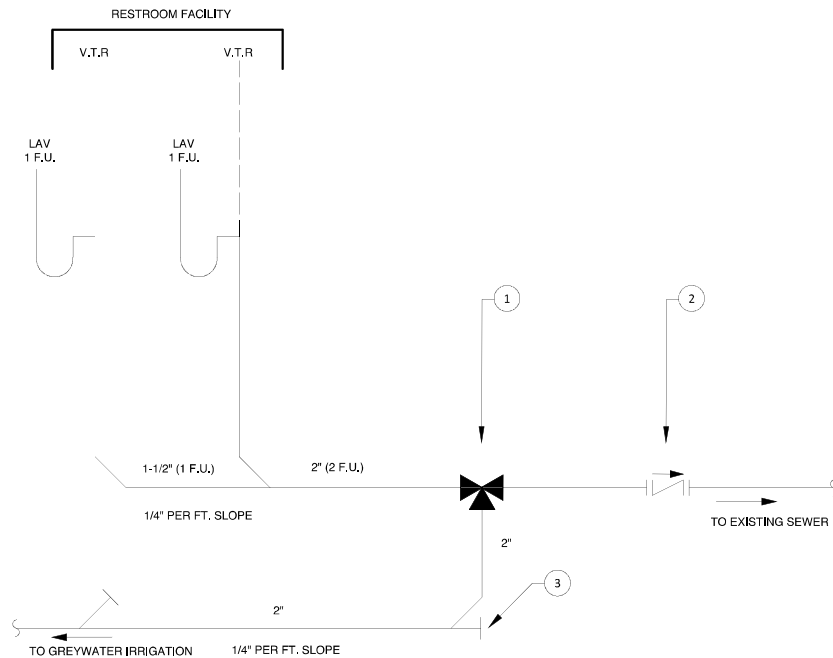 RESTROOM FACILITY
V.T.R
V.T.R
LAV
1 F.U.
LAV
1 F.U.
1
2
1-1/2" (1 F.U.)
2" (2 F.U.)
1/4" PER FT. SLOPE
TO EXISTING SEWER
2"
3
2"
TO GREYWATER IRRIGATION
1/4" PER FT. SLOPE